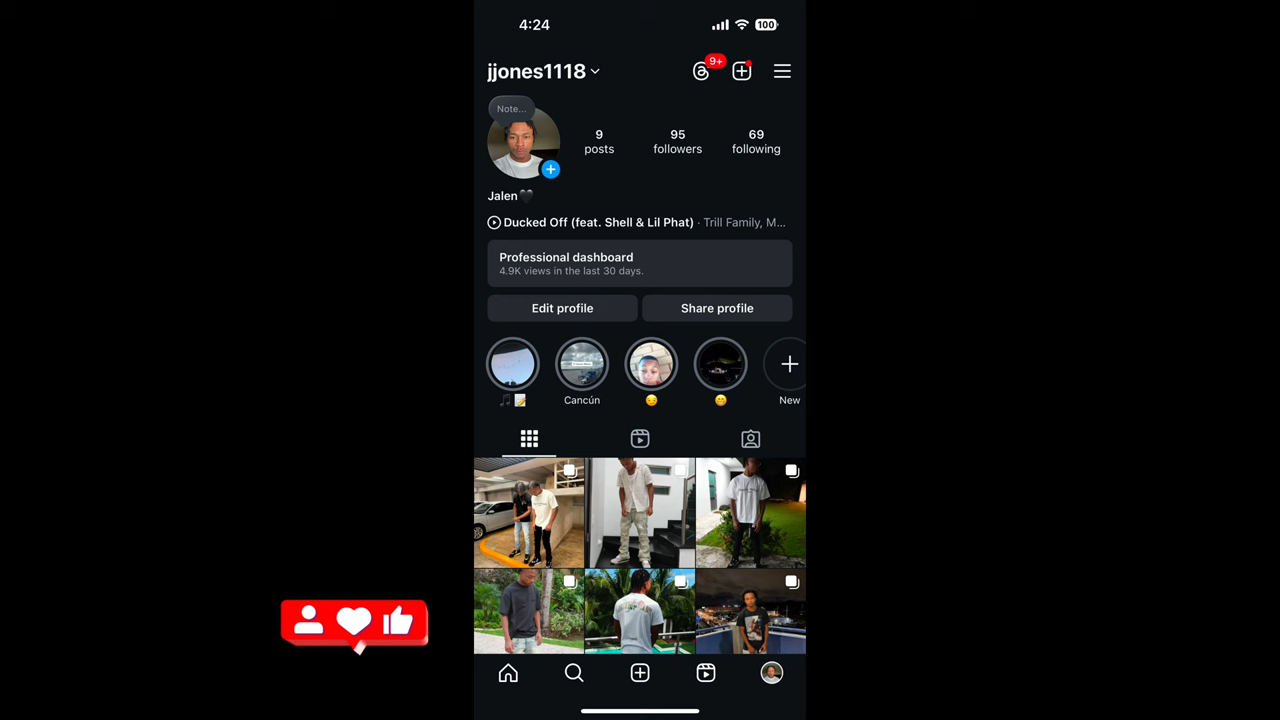 4:24
100
jjones1118
9+
Note...
9
posts
95
followers
69
following
Jalen🖤
Ducked Off (feat. Shell & Lil Phat) · Trill Family, M...
Professional dashboard
4.9K views in the last 30 days.
Edit profile
Share profile
🎵📝
Cancún
😏
🤭
New